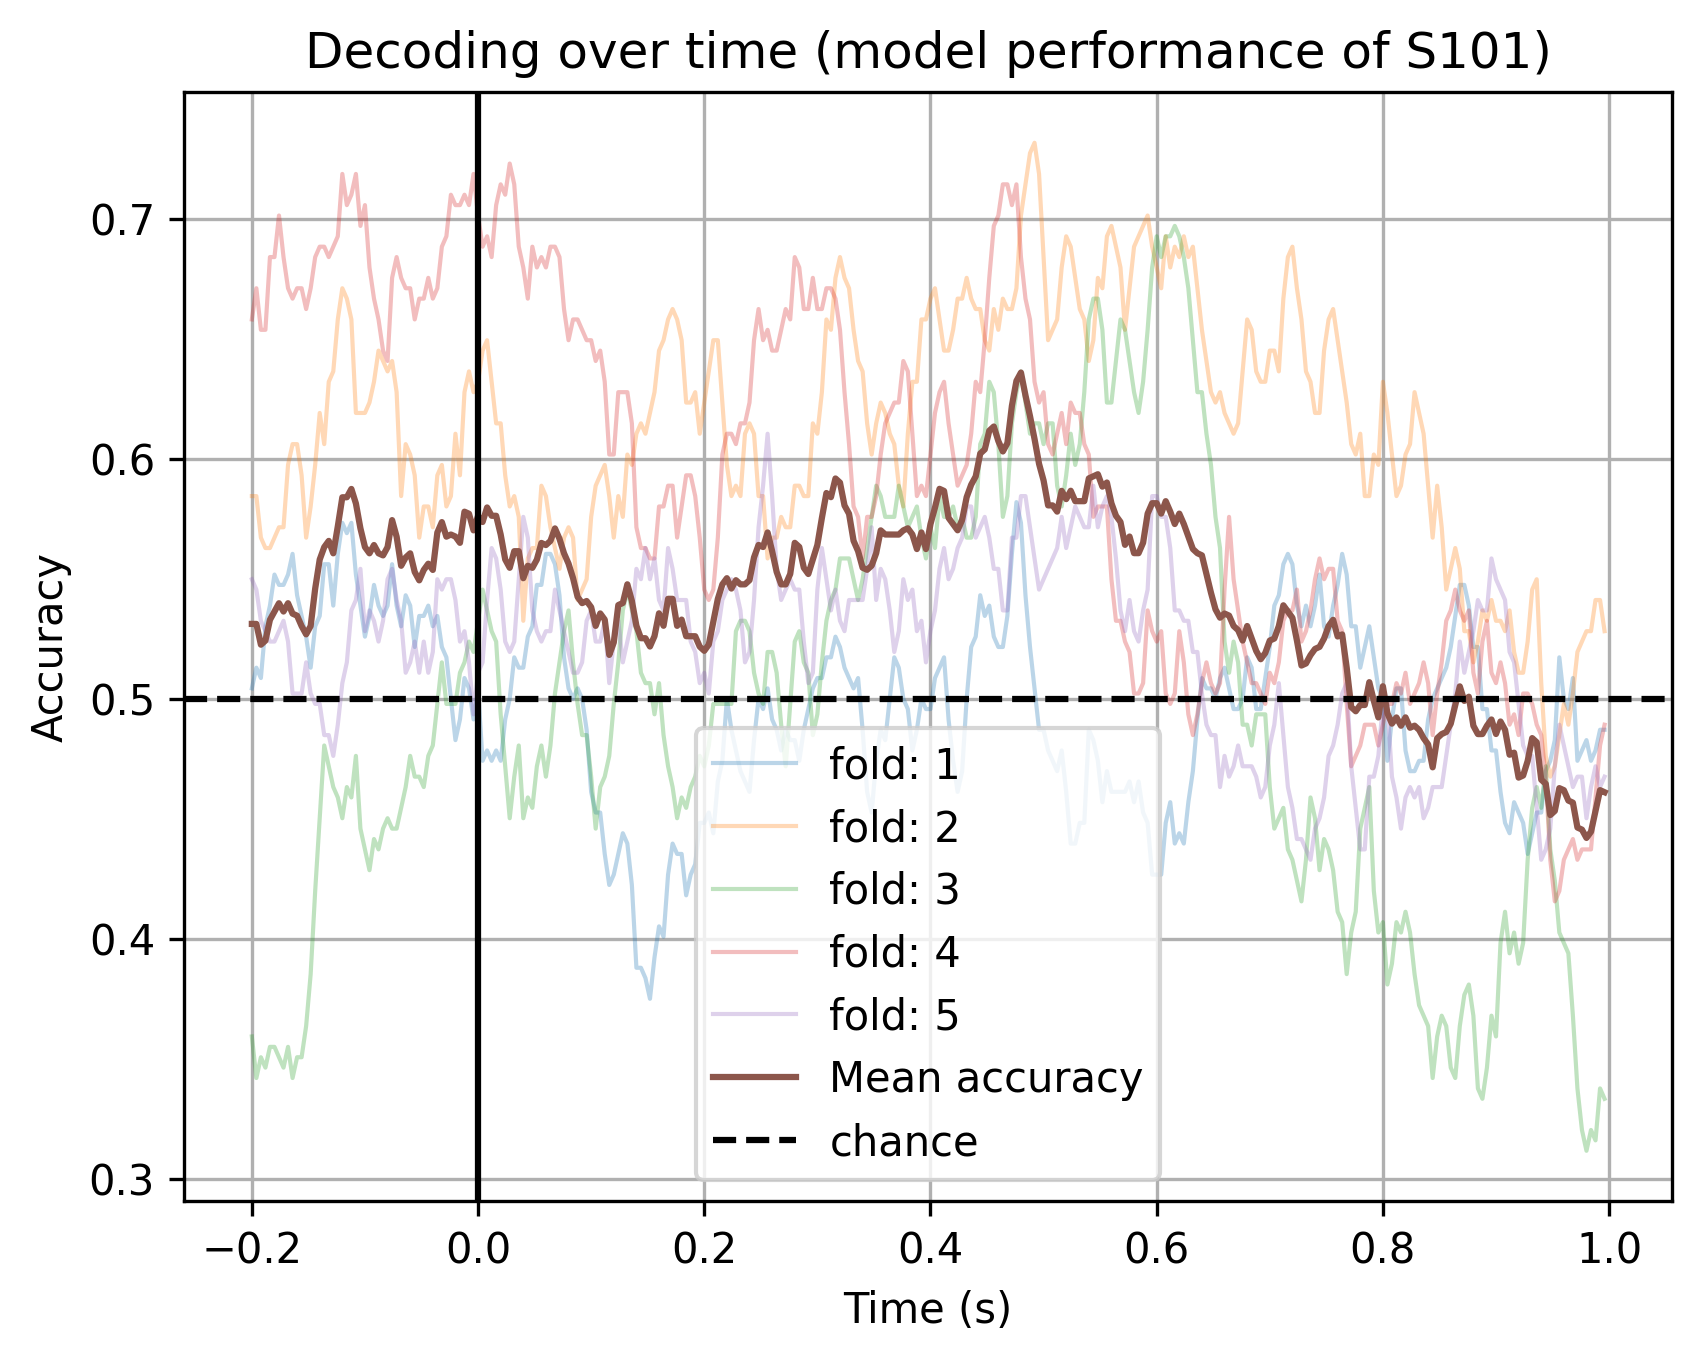 Decoding over time (model performance of S101)
Accuracy
0.7
0.6
0.5
0.4
0.3
fold: 1
fold: 2
fold: 3
fold: 4
fold: 5
Mean accuracy
chance
−0.2 0.0 0.2 0.4 0.6 0.8 1.0
Time (s)